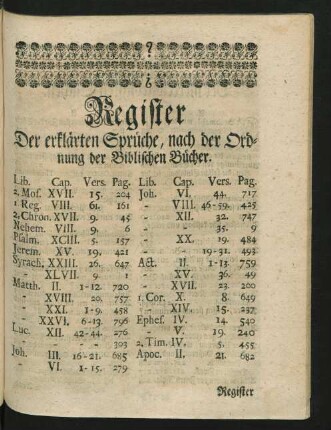 Register
Der erklärten Sprüche, nach der Ord-
nung der Biblischen Bücher.
Lib. Cap. Vers. Pag. Lib. Cap. Vers. Pag.
2. Mos. XVII. 15. 204 Joh. VI. 44. 717
1 Reg. VIII. 61. 161 - VIII. 46-59. 425
2. Chron. XVII. 9. 45 - XII. 32. 747
Nehem. VIII. 9. 6 - - 35. 9
Psalm. XCIII. 5. 157 - XX. 19. 484
Jerem. XV. 19. 421 - - 19-31. 493
Syrach. XXXIII. 26. 647 Act. II. 1-13. 759
- XLVII. 9. 1 - XV. 36. 49
Matth. II. 1-12. 720 - XVII. 23. 200
- XVIII. 20. 757 1. Cor. X. 8. 649
- XXI. 1-9. 458 - XIV. 15. 237
- XXVI. 6-13. 796 Ephes. IV. 14. 540
Luc. XII. 42-44. 276 - V. 19. 240
- - - 303 2. Tim. IV. 5. 455
Joh. III. 16-21. 685 Apoc. II. 21. 682
- VI. 1-15. 279
Register